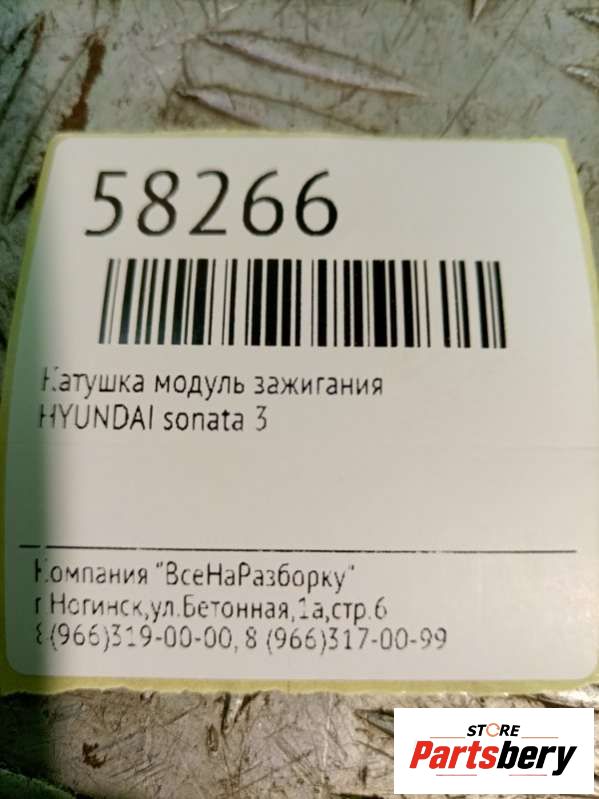 58266
Катушка модуль зажигания
HYUNDAI sonata 3
Компания "ВсеНаРазборку"
г.Ногинск,ул.Бетонная,1а,стр.6
8(966)319-00-00, 8 (966)317-00-99
STORE
Partsbery